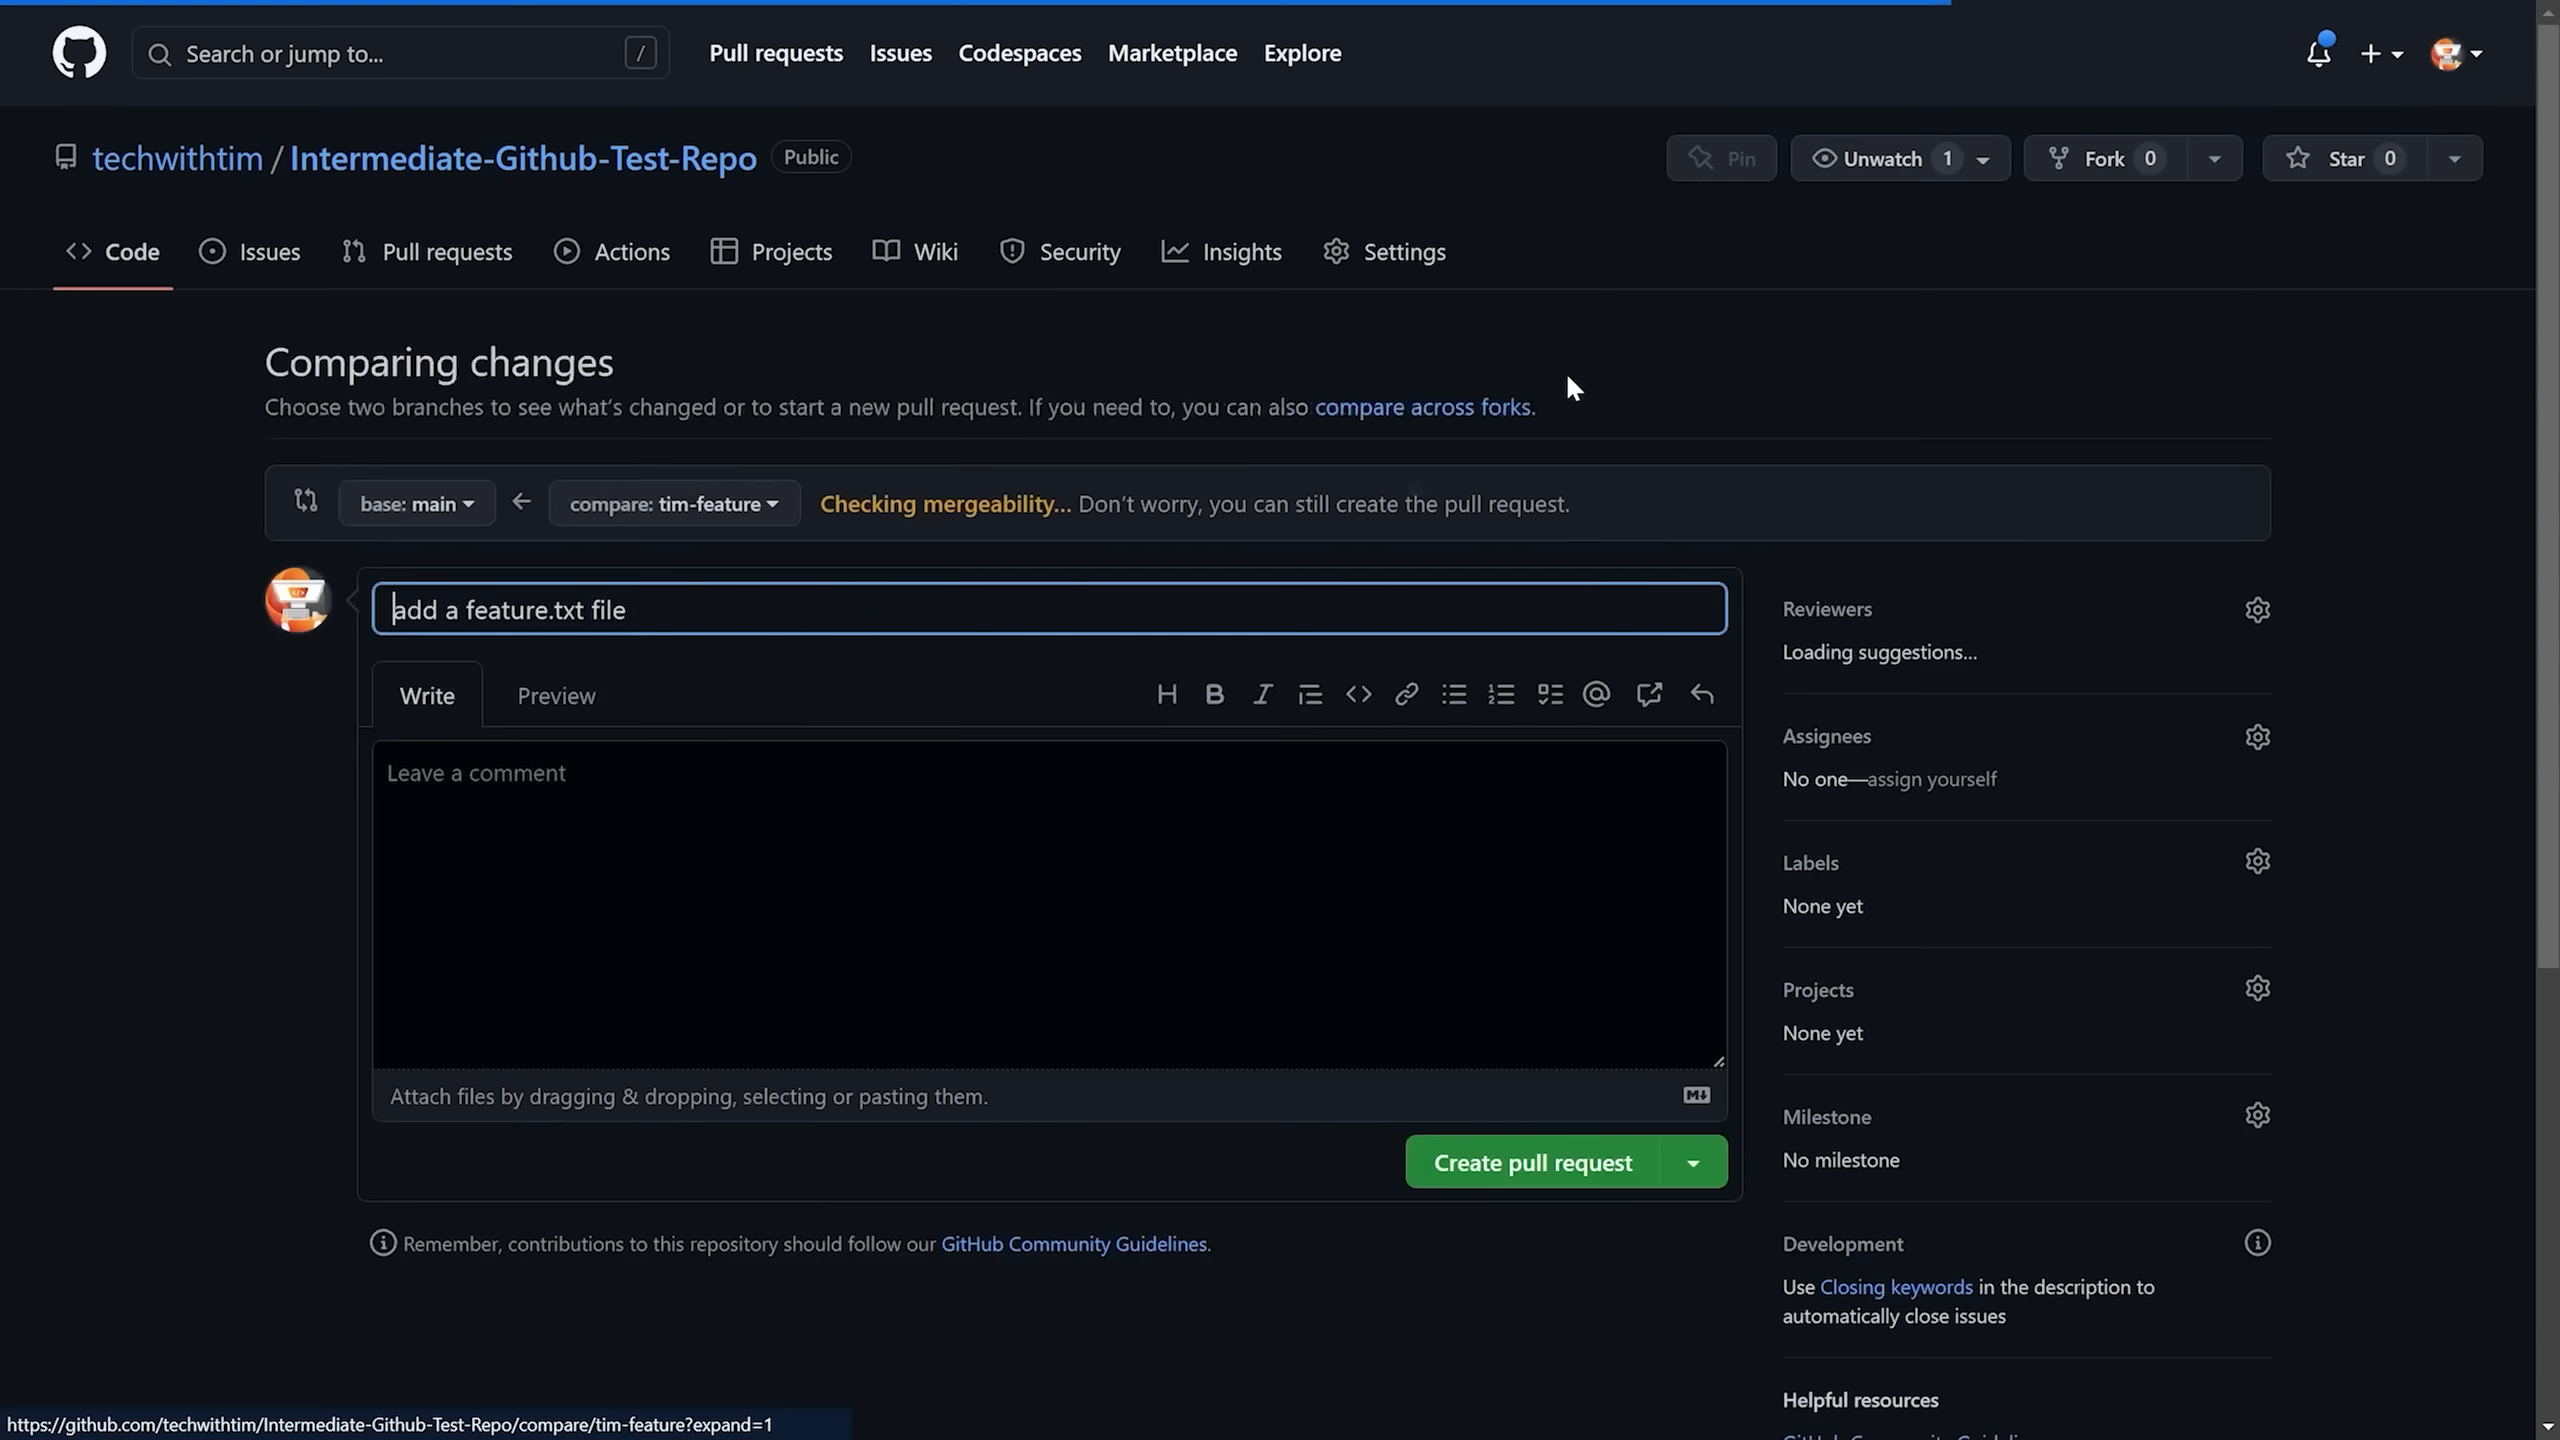 Search or jump to... /
Pull requests Issues Codespaces Marketplace Explore
techwithtim / Intermediate-Github-Test-Repo Public
Pin Unwatch 1 Fork 0 Star 0
Code Issues Pull requests Actions Projects Wiki Security Insights Settings
Comparing changes
Choose two branches to see what's changed or to start a new pull request. If you need to, you can also compare across forks.
base: main compare: tim-feature Checking mergeability... Don't worry, you can still create the pull request.
add a feature.txt file
Write Preview
Leave a comment
Attach files by dragging & dropping, selecting or pasting them.
Create pull request
Remember, contributions to this repository should follow our GitHub Community Guidelines.
Reviewers
Loading suggestions...
Assignees
No one—assign yourself
Labels
None yet
Projects
None yet
Milestone
No milestone
Development
Use Closing keywords in the description to
automatically close issues
Helpful resources
https://github.com/techwithtim/Intermediate-Github-Test-Repo/compare/tim-feature?expand=1